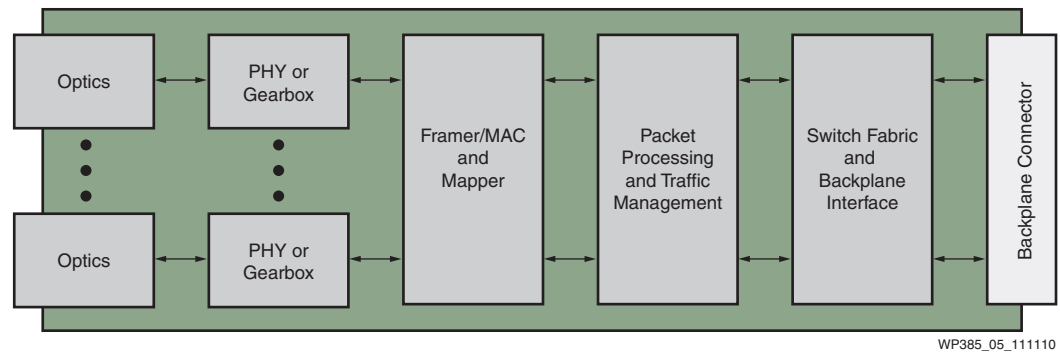 Optics
PHY or
Gearbox
Framer/MAC
and
Mapper
Packet
Processing
and Traffic
Management
Switch Fabric
and
Backplane
Interface
Backplane Connector
Optics
PHY or
Gearbox
WP385_05_111110